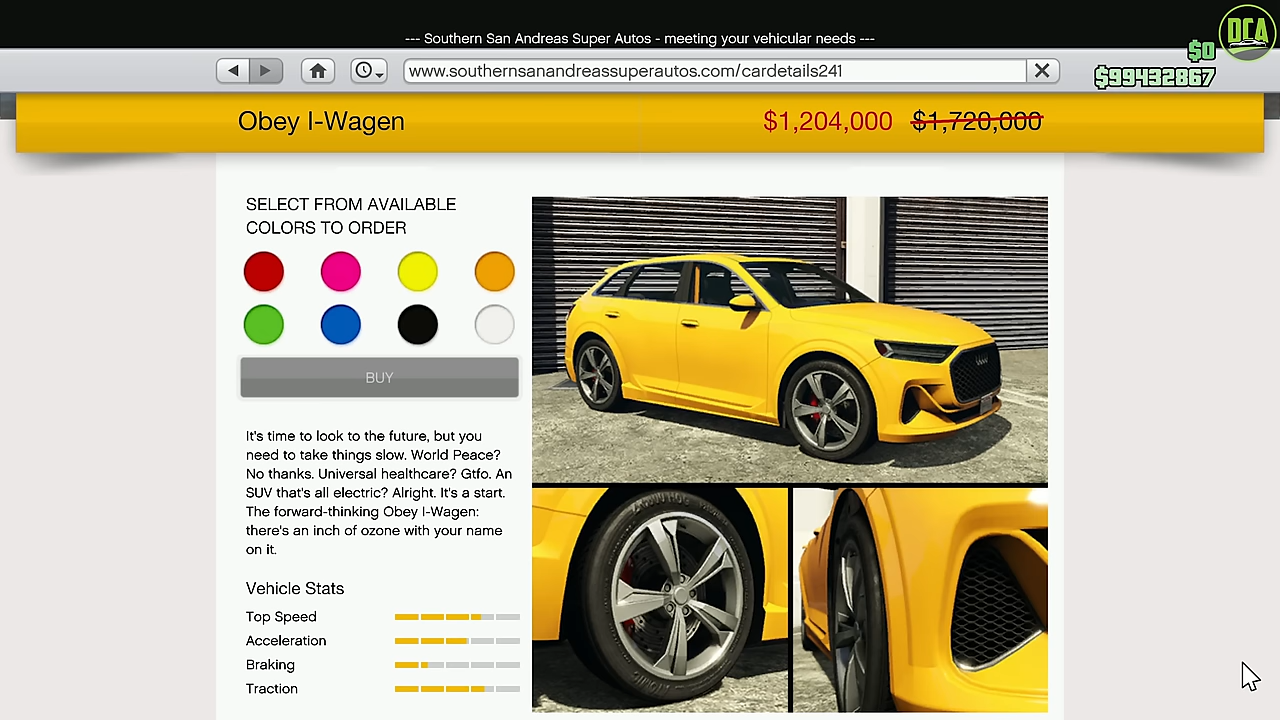 --- Southern San Andreas Super Autos - meeting your vehicular needs ---
DCA
$0
www.southernsanandreassuperautos.com/cardetails241
$99432867
Obey I-Wagen
$1,204,000 $1,720,000
SELECT FROM AVAILABLE
COLORS TO ORDER
BUY
It's time to look to the future, but you
need to take things slow. World Peace?
No thanks. Universal healthcare? Gtfo. An
SUV that's all electric? Alright. It's a start.
The forward-thinking Obey I-Wagen:
there's an inch of ozone with your name
on it.
Vehicle Stats
Top Speed
Acceleration
Braking
Traction